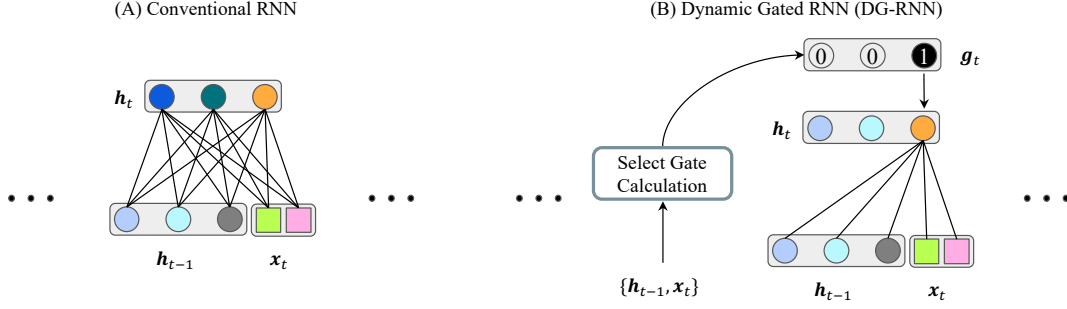 (A) Conventional RNN
h_t
h_{t−1}
x_t
(B) Dynamic Gated RNN (DG-RNN)
0 0 1
g_t
h_t
Select Gate
Calculation
{h_{t−1}, x_t}
h_{t−1}
x_t